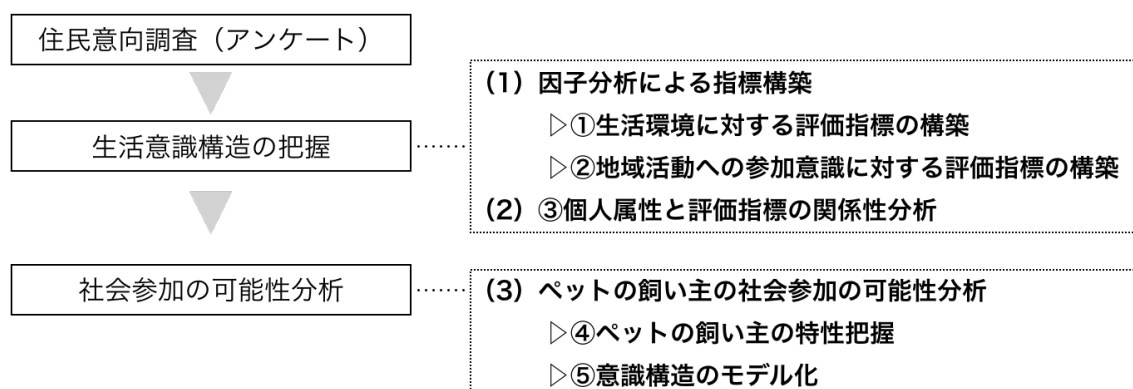 住民意向調査（アンケート）
生活意識構造の把握
（1）因子分析による指標構築
▷①生活環境に対する評価指標の構築
▷②地域活動への参加意識に対する評価指標の構築
（2）③個人属性と評価指標の関係性分析
社会参加の可能性分析
（3）ペットの飼い主の社会参加の可能性分析
▷④ペットの飼い主の特性把握
▷⑤意識構造のモデル化